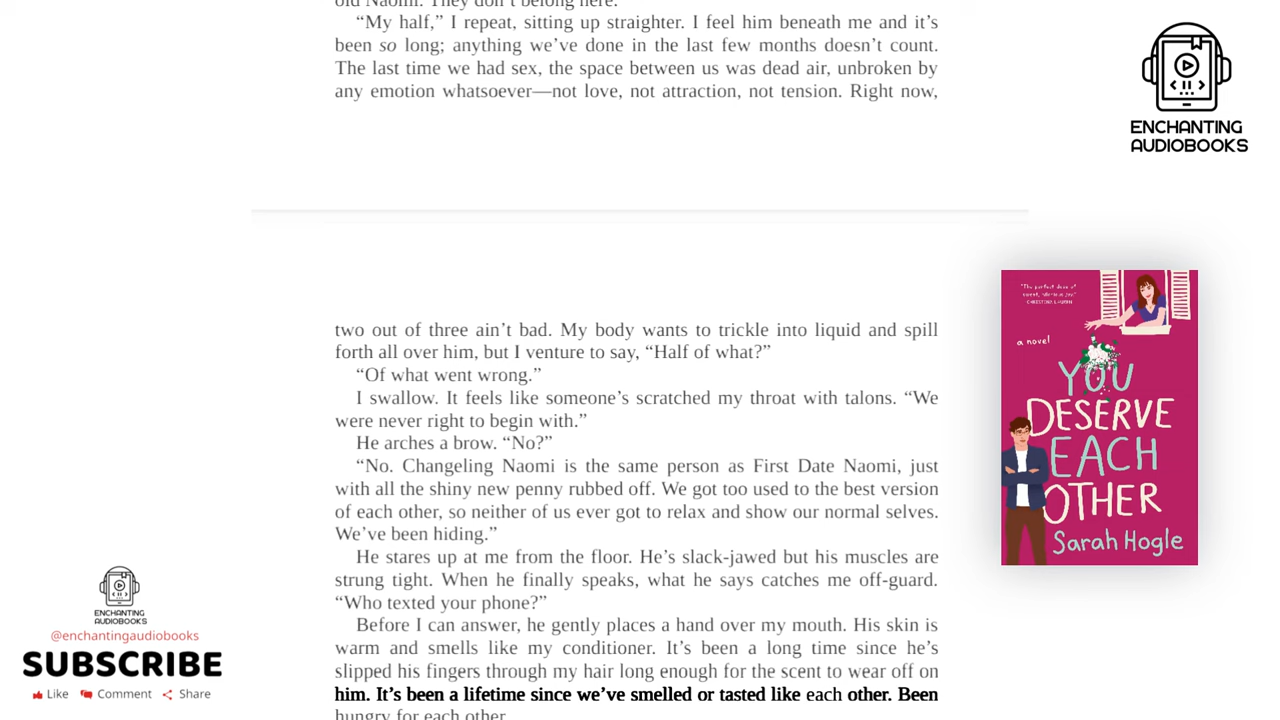 old Naomi. They don’t belong here.
“My half,” I repeat, sitting up straighter. I feel him beneath me and it’s
been so long; anything we’ve done in the last few months doesn’t count.
The last time we had sex, the space between us was dead air, unbroken by
any emotion whatsoever—not love, not attraction, not tension. Right now,
two out of three ain’t bad. My body wants to trickle into liquid and spill
forth all over him, but I venture to say, “Half of what?”
“Of what went wrong.”
I swallow. It feels like someone’s scratched my throat with talons. “We
were never right to begin with.”
He arches a brow. “No?”
“No. Changeling Naomi is the same person as First Date Naomi, just
with all the shiny new penny rubbed off. We got too used to the best version
of each other, so neither of us ever got to relax and show our normal selves.
We’ve been hiding.”
He stares up at me from the floor. He’s slack-jawed but his muscles are
strung tight. When he finally speaks, what he says catches me off-guard.
“Who texted your phone?”
Before I can answer, he gently places a hand over my mouth. His skin is
warm and smells like my conditioner. It’s been a long time since he’s
slipped his fingers through my hair long enough for the scent to wear off on
him. It’s been a lifetime since we’ve smelled or tasted like each other. Been
hungry for each other.
ENCHANTING
AUDIOBOOKS
"The perfect dose of
CHRISTINA LAUREN
a novel
YOU
DESERVE
EACH
OTHER
Sarah Hogle
ENCHANTING
AUDIOBOOKS
@enchantingaudiobooks
SUBSCRIBE
Like Comment Share